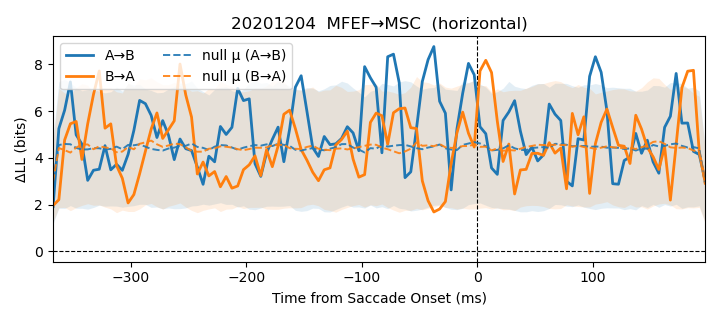 20201204  MFEF→MSC  (horizontal)
A→B
B→A
null μ (A→B)
null μ (B→A)
ΔLL (bits)
8
6
4
2
0
−300
−200
−100
0
100
Time from Saccade Onset (ms)